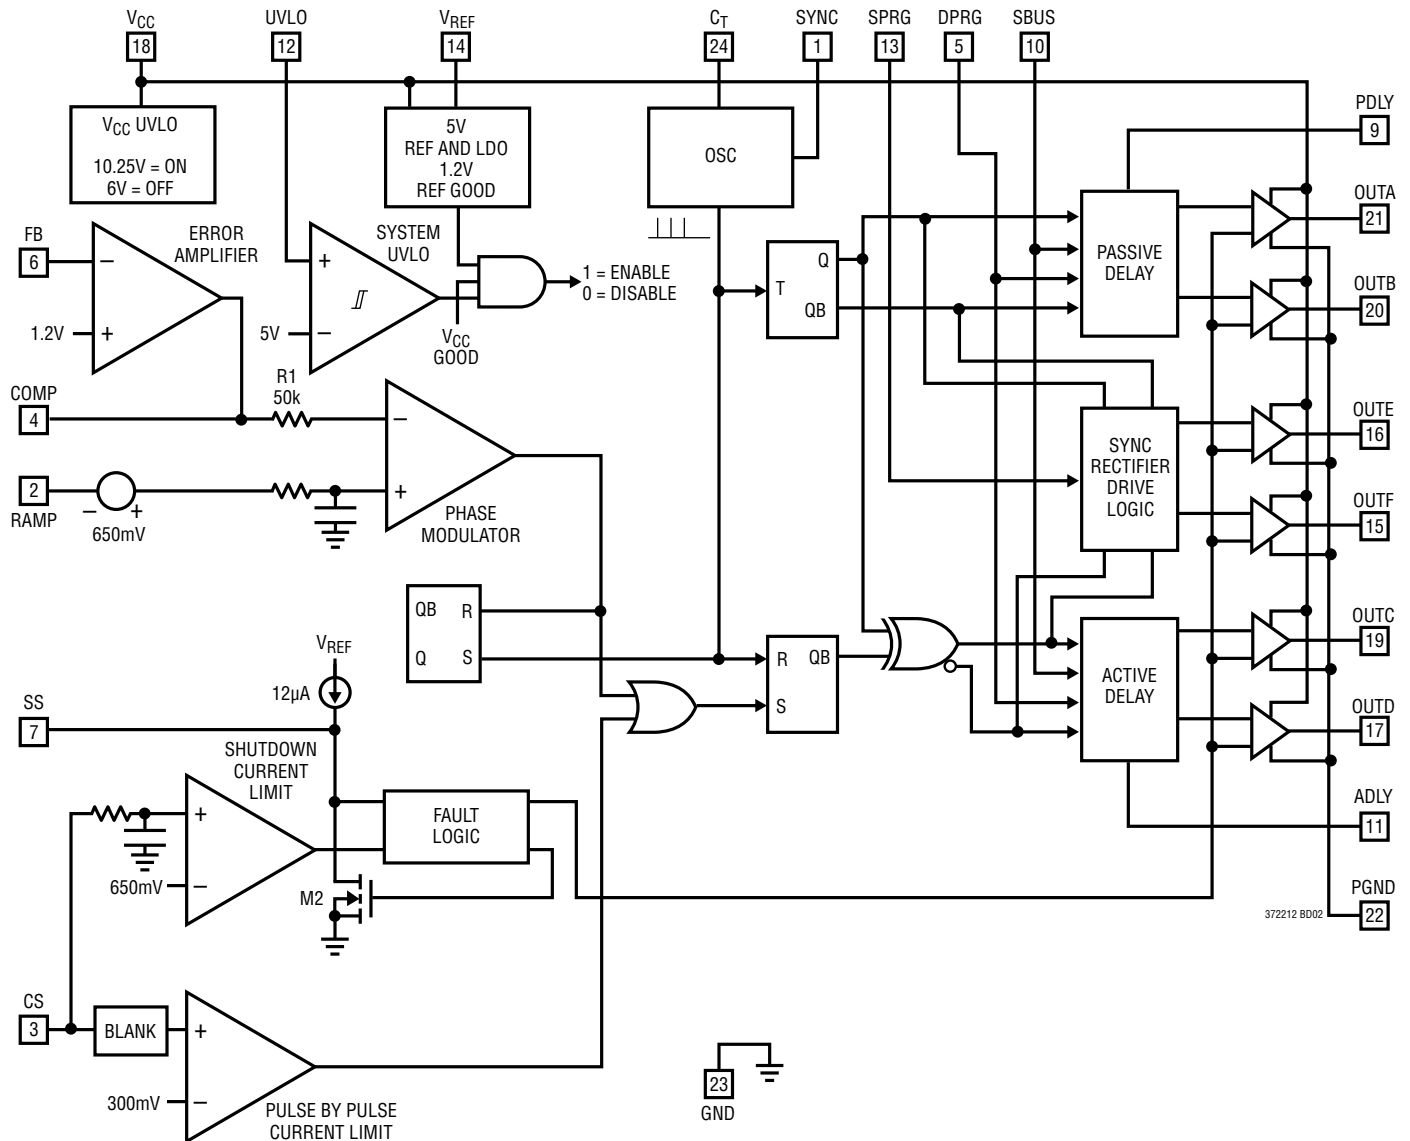 VCC
18
UVLO
12
VREF
14
CT
24
SYNC
1
SPRG
13
DPRG
5
SBUS
10
VCC UVLO
10.25V = ON
6V = OFF
5V
REF AND LDO
1.2V
REF GOOD
OSC
PDLY
9
FB
6
ERROR
AMPLIFIER
–
+
1.2V
SYSTEM
UVLO
+
–
5V
1 = ENABLE
0 = DISABLE
VCC
GOOD
T
Q
QB
PASSIVE
DELAY
OUTA
21
OUTB
20
COMP
4
R1
50k
–
+
PHASE
MODULATOR
2
RAMP
–
+
650mV
SYNC
RECTIFIER
DRIVE
LOGIC
OUTE
16
OUTF
15
QB
R
Q
S
R
QB
S
ACTIVE
DELAY
OUTC
19
OUTD
17
VREF
12µA
SS
7
SHUTDOWN
CURRENT
LIMIT
+
–
650mV
FAULT
LOGIC
M2
ADLY
11
PGND
22
372212 BD02
CS
3
BLANK
+
–
300mV
PULSE BY PULSE
CURRENT LIMIT
23
GND